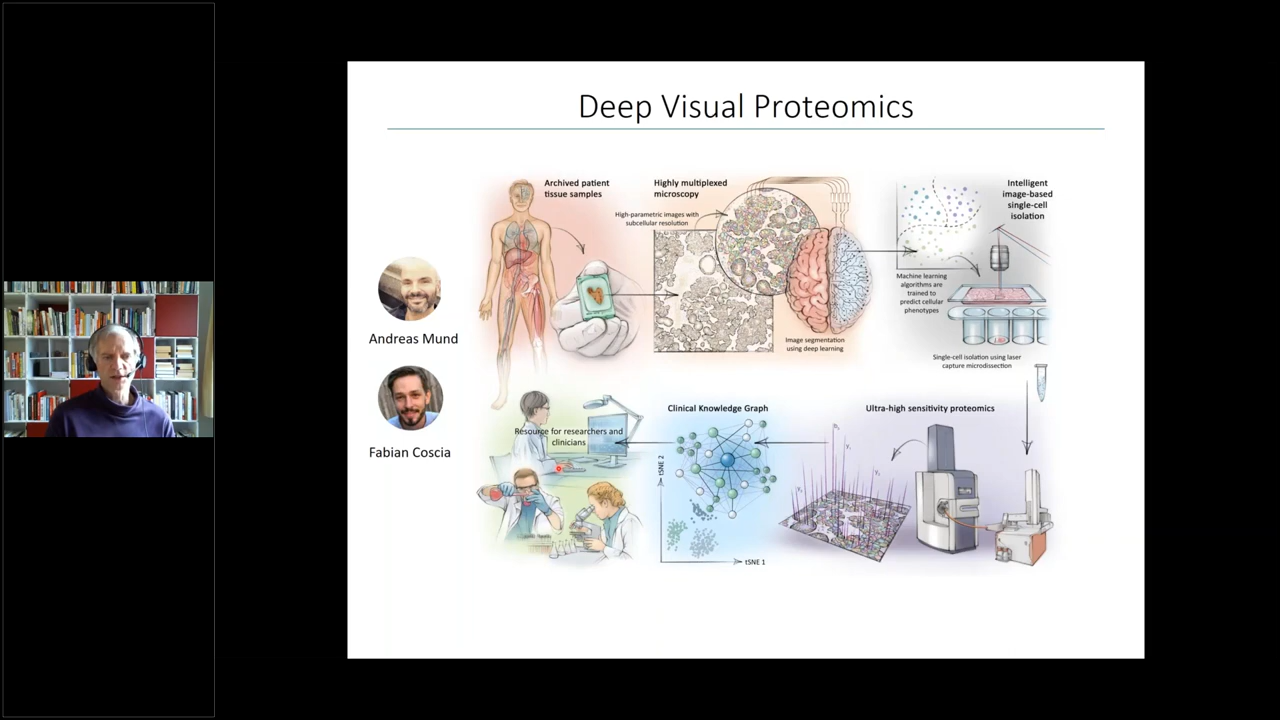 Deep Visual Proteomics
Archived patient
tissue samples
Highly multiplexed
microscopy
High-parametric images with
subcellular resolution
Image segmentation
using deep learning
Intelligent
image-based
single-cell
isolation
Machine learning
algorithms are
trained to
predict cellular
phenotypes
Single-cell isolation using laser
capture microdissection
Andreas Mund
Fabian Coscia
Resource for researchers and
clinicians
Clinical Knowledge Graph
tSNE 2
tSNE 1
Ultra-high sensitivity proteomics